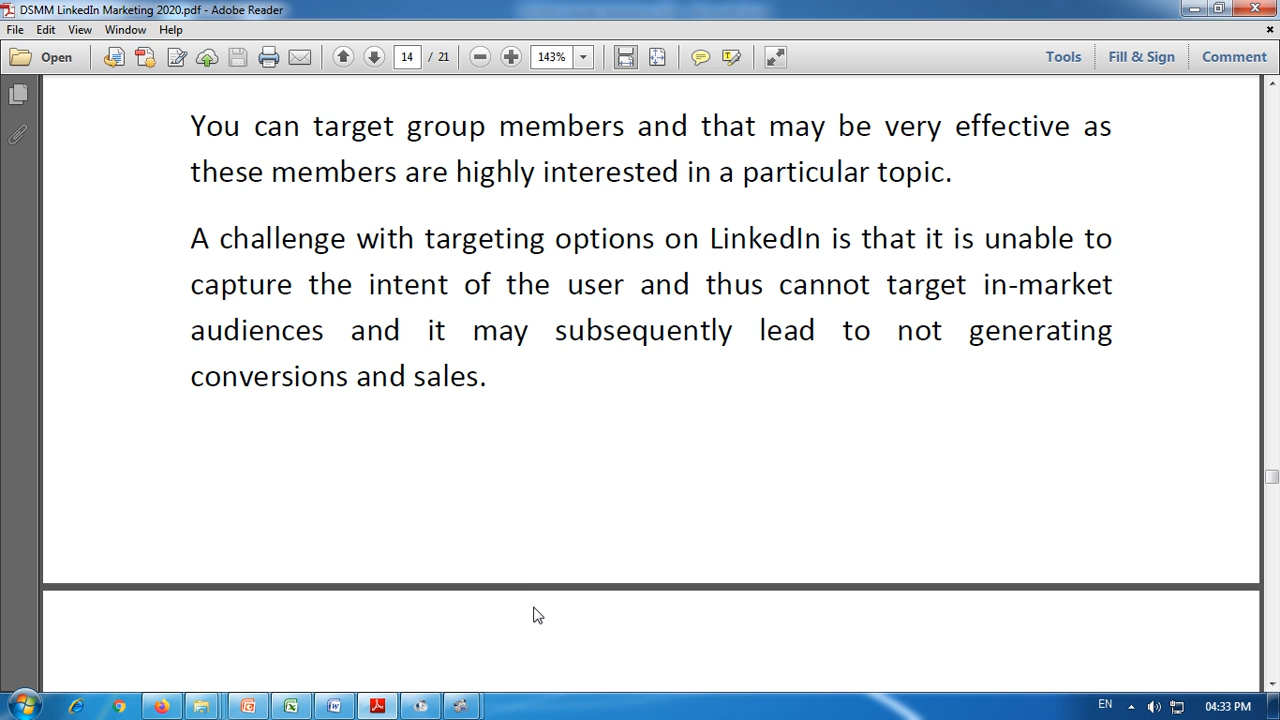 DSMM LinkedIn Marketing 2020.pdf - Adobe Reader
File Edit View Window Help
Open 14 / 21 143% Tools Fill & Sign Comment
You can target group members and that may be very effective as
these members are highly interested in a particular topic.
A challenge with targeting options on LinkedIn is that it is unable to
capture the intent of the user and thus cannot target in-market
audiences and it may subsequently lead to not generating
conversions and sales.
EN 04:33 PM